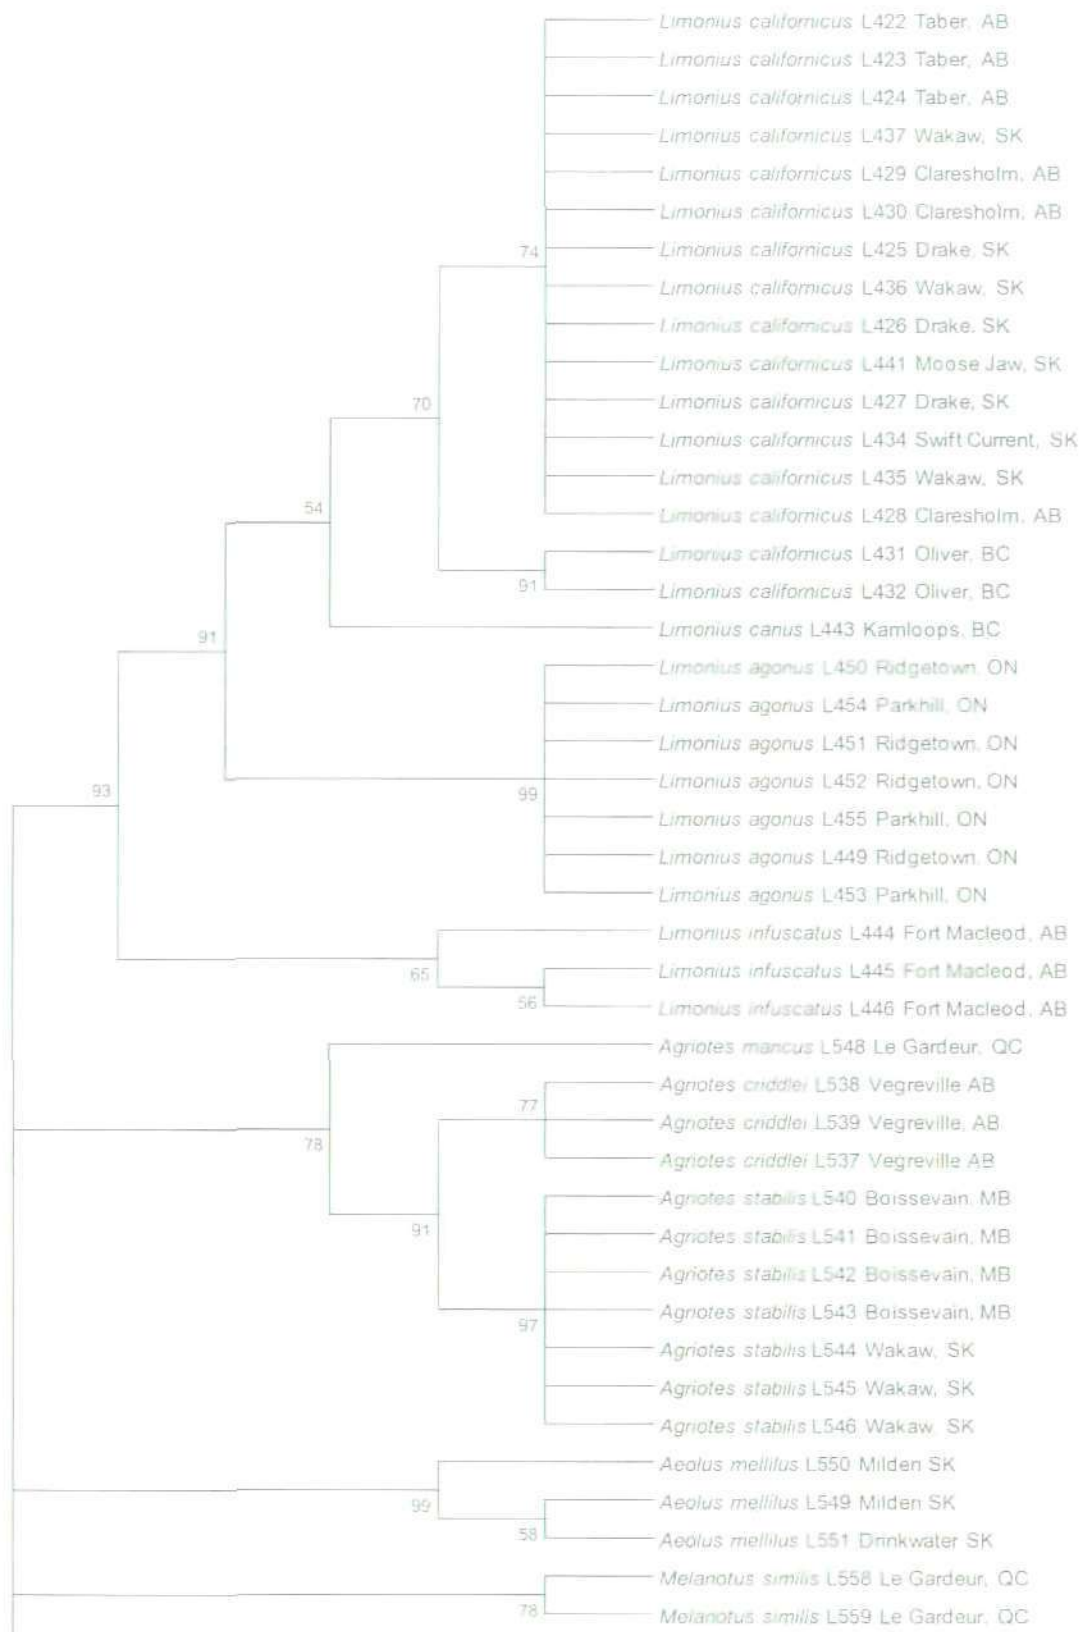 Limonius californicus L422 Taber, AB
Limonius californicus L423 Taber, AB
Limonius californicus L424 Taber, AB
Limonius californicus L437 Wakaw, SK
Limonius californicus L429 Claresholm, AB
Limonius californicus L430 Claresholm, AB
74 Limonius californicus L425 Drake, SK
Limonius californicus L436 Wakaw, SK
Limonius californicus L426 Drake, SK
Limonius californicus L441 Moose Jaw, SK
70 Limonius californicus L427 Drake, SK
Limonius californicus L434 Swift Current, SK
Limonius californicus L435 Wakaw, SK
54 Limonius californicus L428 Claresholm, AB
Limonius californicus L431 Oliver, BC
91 Limonius californicus L432 Oliver, BC
91 Limonius canus L443 Kamloops, BC
Limonius agonus L450 Ridgetown, ON
Limonius agonus L454 Parkhill, ON
Limonius agonus L451 Ridgetown, ON
93 99 Limonius agonus L452 Ridgetown, ON
Limonius agonus L455 Parkhill, ON
Limonius agonus L449 Ridgetown, ON
Limonius agonus L453 Parkhill, ON
Limonius infuscatus L444 Fort Macleod, AB
65 Limonius infuscatus L445 Fort Macleod, AB
56 Limonius infuscatus L446 Fort Macleod, AB
Agriotes mancus L548 Le Gardeur, QC
Agriotes criddlei L538 Vegreville AB
77 Agriotes criddlei L539 Vegreville, AB
78 Agriotes criddlei L537 Vegreville AB
Agriotes stabilis L540 Boissevain, MB
91 Agriotes stabilis L541 Boissevain, MB
Agriotes stabilis L542 Boissevain, MB
97 Agriotes stabilis L543 Boissevain, MB
Agriotes stabilis L544 Wakaw, SK
Agriotes stabilis L545 Wakaw, SK
Agriotes stabilis L546 Wakaw, SK
Aeolus mellilus L550 Milden SK
99 Aeolus mellilus L549 Milden SK
58 Aeolus mellilus L551 Drinkwater SK
Melanotus similis L558 Le Gardeur, QC
78 Melanotus similis L559 Le Gardeur, QC